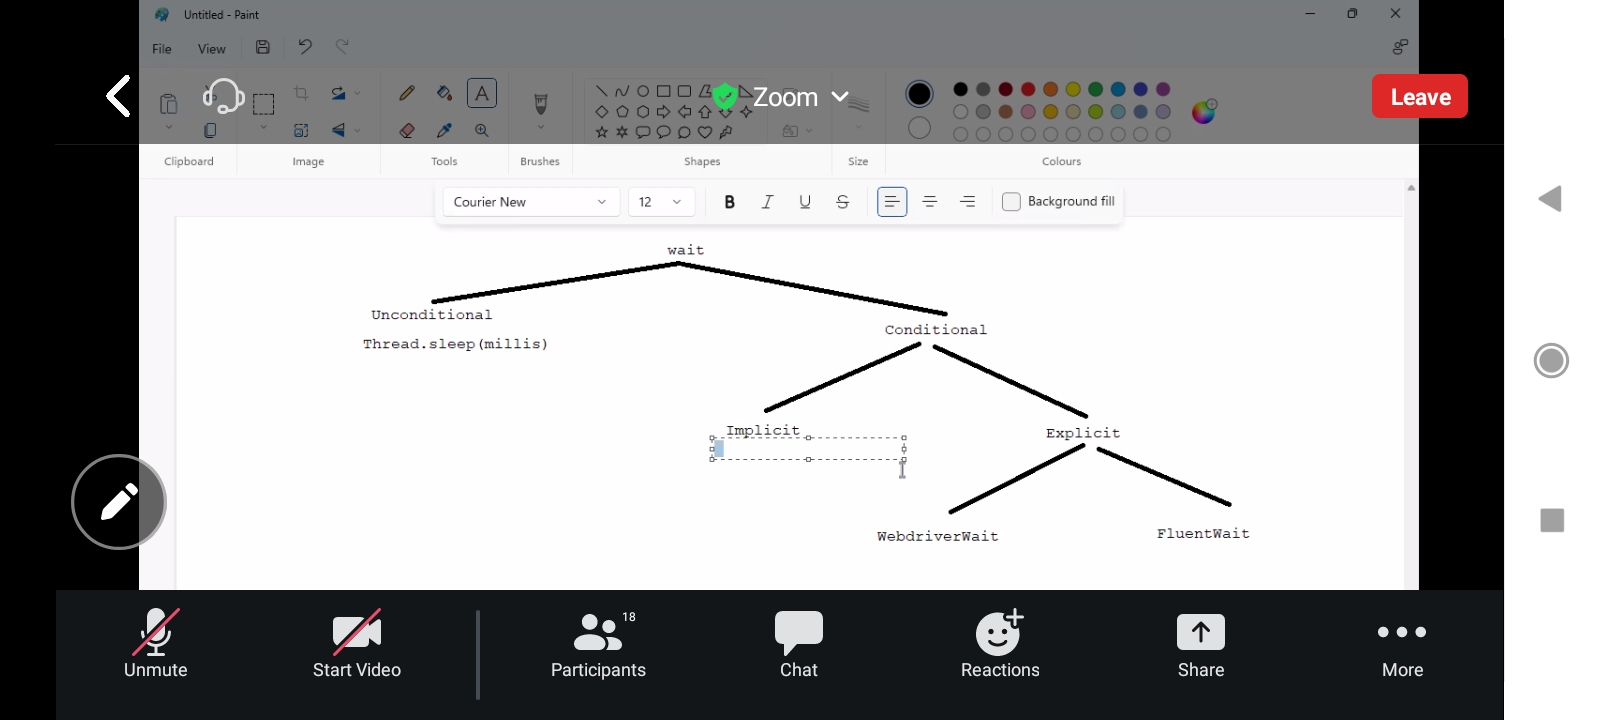 Untitled - Paint
File View
Zoom
Leave
A
Clipboard Image Tools Brushes Shapes Size Colours
Courier New 12 B I U S Background fill
wait
Unconditional
Conditional
Thread.sleep(millis)
Implicit
Explicit
WebdriverWait
FluentWait
18
Unmute Start Video Participants Chat Reactions Share More